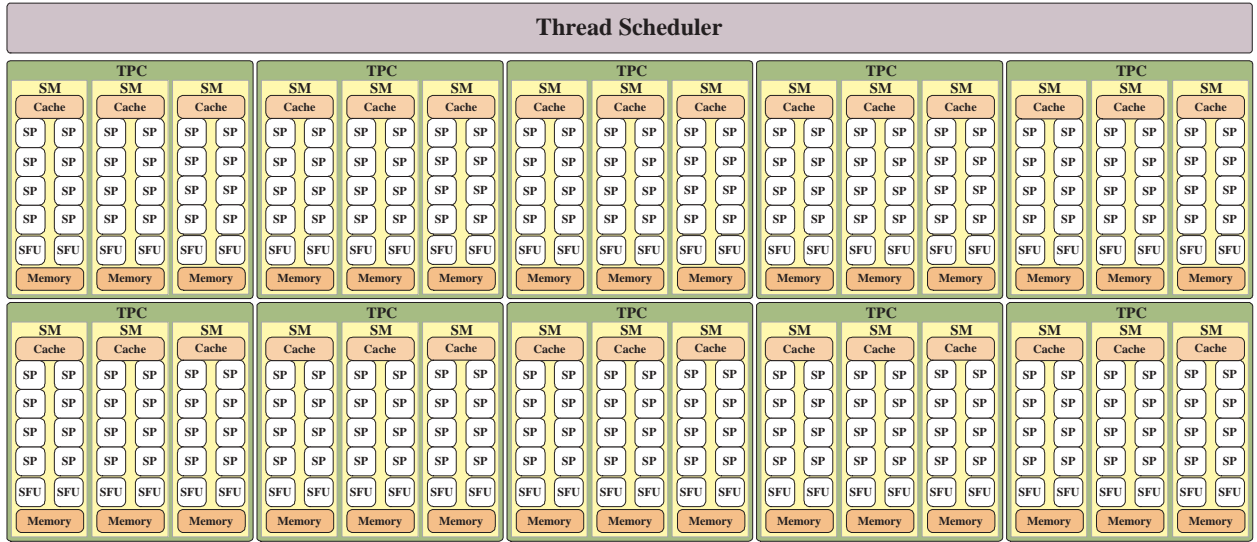 Thread Scheduler
TPC TPC TPC TPC TPC
SM SM SM SM SM SM SM SM SM SM SM SM SM SM SM
Cache Cache Cache Cache Cache Cache Cache Cache Cache Cache Cache Cache Cache Cache Cache
SP SP SP SP SP SP SP SP SP SP SP SP SP SP SP SP SP SP SP SP SP SP SP SP SP SP SP SP SP SP
SP SP SP SP SP SP SP SP SP SP SP SP SP SP SP SP SP SP SP SP SP SP SP SP SP SP SP SP SP SP
SP SP SP SP SP SP SP SP SP SP SP SP SP SP SP SP SP SP SP SP SP SP SP SP SP SP SP SP SP SP
SP SP SP SP SP SP SP SP SP SP SP SP SP SP SP SP SP SP SP SP SP SP SP SP SP SP SP SP SP SP
SFU SFU SFU SFU SFU SFU SFU SFU SFU SFU SFU SFU SFU SFU SFU SFU SFU SFU SFU SFU SFU SFU SFU SFU SFU SFU SFU SFU SFU SFU
Memory Memory Memory Memory Memory Memory Memory Memory Memory Memory Memory Memory Memory Memory Memory
TPC TPC TPC TPC TPC
SM SM SM SM SM SM SM SM SM SM SM SM SM SM SM
Cache Cache Cache Cache Cache Cache Cache Cache Cache Cache Cache Cache Cache Cache Cache
SP SP SP SP SP SP SP SP SP SP SP SP SP SP SP SP SP SP SP SP SP SP SP SP SP SP SP SP SP SP
SP SP SP SP SP SP SP SP SP SP SP SP SP SP SP SP SP SP SP SP SP SP SP SP SP SP SP SP SP SP
SP SP SP SP SP SP SP SP SP SP SP SP SP SP SP SP SP SP SP SP SP SP SP SP SP SP SP SP SP SP
SP SP SP SP SP SP SP SP SP SP SP SP SP SP SP SP SP SP SP SP SP SP SP SP SP SP SP SP SP SP
SFU SFU SFU SFU SFU SFU SFU SFU SFU SFU SFU SFU SFU SFU SFU SFU SFU SFU SFU SFU SFU SFU SFU SFU SFU SFU SFU SFU SFU SFU
Memory Memory Memory Memory Memory Memory Memory Memory Memory Memory Memory Memory Memory Memory Memory